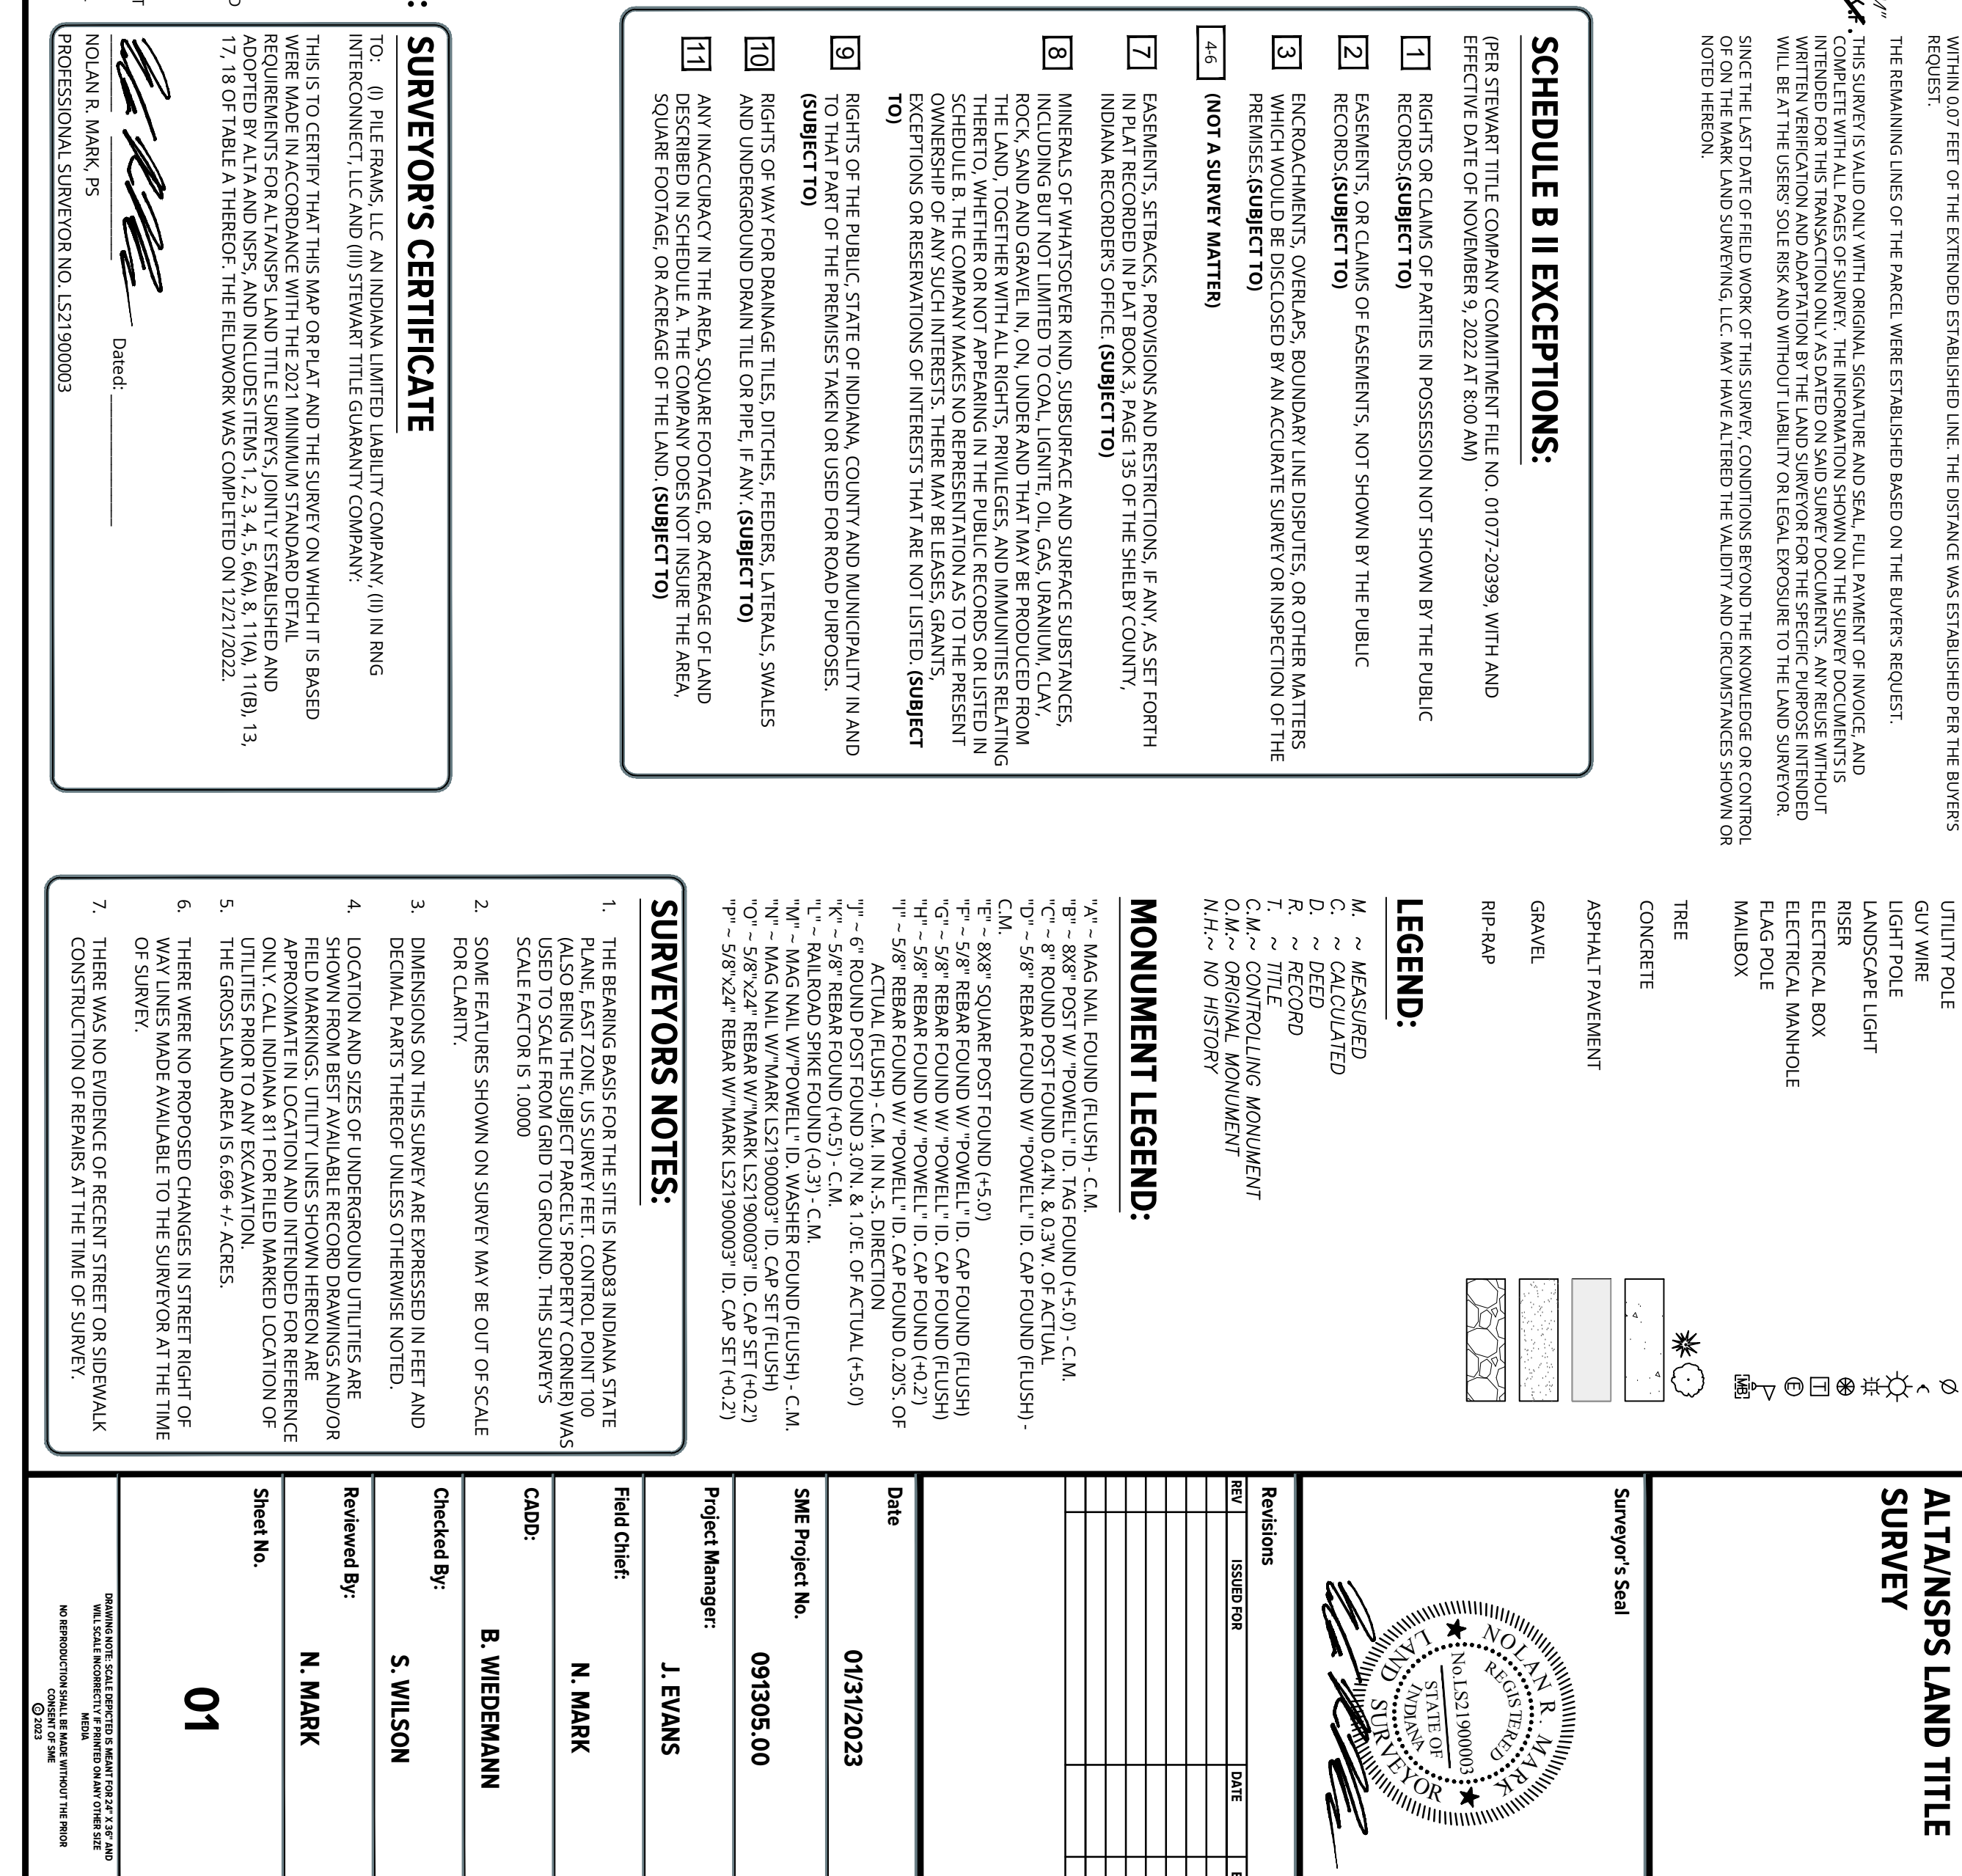 WITHIN 0.07 FEET OF THE EXTENDED ESTABLISHED LINE. THE DISTANCE WAS ESTABLISHED PER THE BUYER'S
REQUEST.
THE REMAINING LINES OF THE PARCEL WERE ESTABLISHED BASED ON THE BUYER'S REQUEST.
THIS SURVEY IS VALID ONLY WITH ORIGINAL SIGNATURE AND SEAL, FULL PAYMENT OF INVOICE, AND
COMPLETE WITH ALL PAGES OF SURVEY. THE INFORMATION SHOWN ON THE SURVEY DOCUMENTS IS
INTENDED FOR THIS TRANSACTION ONLY AS DATED ON SAID SURVEY DOCUMENTS. ANY REUSE WITHOUT
WRITTEN VERIFICATION AND ADAPTATION BY THE LAND SURVEYOR FOR THE SPECIFIC PURPOSE INTENDED
WILL BE AT THE USERS' SOLE RISK AND WITHOUT LIABILITY OR LEGAL EXPOSURE TO THE LAND SURVEYOR.
SINCE THE LAST DATE OF FIELD WORK OF THIS SURVEY, CONDITIONS BEYOND THE KNOWLEDGE OR CONTROL
OF ON THE MARK LAND SURVEYING, LLC. MAY HAVE ALTERED THE VALIDITY AND CIRCUMSTANCES SHOWN OR
NOTED HEREON.
SCHEDULE B II EXCEPTIONS:
(PER STEWART TITLE COMPANY COMMITMENT FILE NO. 01077-20399, WITH AND
EFFECTIVE DATE OF NOVEMBER 9, 2022 AT 8:00 AM)
1 RIGHTS OR CLAIMS OF PARTIES IN POSSESSION NOT SHOWN BY THE PUBLIC
RECORDS.(SUBJECT TO)
2 EASEMENTS, OR CLAIMS OF EASEMENTS, NOT SHOWN BY THE PUBLIC
RECORDS.(SUBJECT TO)
3 ENCROACHMENTS, OVERLAPS, BOUNDARY LINE DISPUTES, OR OTHER MATTERS
WHICH WOULD BE DISCLOSED BY AN ACCURATE SURVEY OR INSPECTION OF THE
PREMISES.(SUBJECT TO)
4-6 (NOT A SURVEY MATTER)
7 EASEMENTS, SETBACKS, PROVISIONS AND RESTRICTIONS, IF ANY, AS SET FORTH
IN PLAT RECORDED IN PLAT BOOK 3, PAGE 135 OF THE SHELBY COUNTY,
INDIANA RECORDER'S OFFICE. (SUBJECT TO)
8 MINERALS OF WHATSOEVER KIND, SUBSURFACE AND SURFACE SUBSTANCES,
INCLUDING BUT NOT LIMITED TO COAL, LIGNITE, OIL, GAS, URANIUM, CLAY,
ROCK, SAND AND GRAVEL IN, ON, UNDER AND THAT MAY BE PRODUCED FROM
THE LAND, TOGETHER WITH ALL RIGHTS, PRIVILEGES, AND IMMUNITIES RELATING
THERETO, WHETHER OR NOT APPEARING IN THE PUBLIC RECORDS OR LISTED IN
SCHEDULE B. THE COMPANY MAKES NO REPRESENTATION AS TO THE PRESENT
OWNERSHIP OF ANY SUCH INTERESTS. THERE MAY BE LEASES, GRANTS,
EXCEPTIONS OR RESERVATIONS OF INTERESTS THAT ARE NOT LISTED. (SUBJECT
TO)
9 RIGHTS OF THE PUBLIC, STATE OF INDIANA, COUNTY AND MUNICIPALITY IN AND
TO THAT PART OF THE PREMISES TAKEN OR USED FOR ROAD PURPOSES.
(SUBJECT TO)
10 RIGHTS OF WAY FOR DRAINAGE TILES, DITCHES, FEEDERS, LATERALS, SWALES
AND UNDERGROUND DRAIN TILE OR PIPE, IF ANY. (SUBJECT TO)
11 ANY INACCURACY IN THE AREA, SQUARE FOOTAGE, OR ACREAGE OF LAND
DESCRIBED IN SCHEDULE A. THE COMPANY DOES NOT INSURE THE AREA,
SQUARE FOOTAGE, OR ACREAGE OF THE LAND. (SUBJECT TO)
SURVEYOR'S CERTIFICATE
TO: (I) PILE FRAMS, LLC AN INDIANA LIMITED LIABILITY COMPANY, (II) IN RNG
INTERCONNECT, LLC AND (III) STEWART TITLE GUARANTY COMPANY:
THIS IS TO CERTIFY THAT THIS MAP OR PLAT AND THE SURVEY ON WHICH IT IS BASED
WERE MADE IN ACCORDANCE WITH THE 2021 MINIMUM STANDARD DETAIL
REQUIREMENTS FOR ALTA/NSPS LAND TITLE SURVEYS, JOINTLY ESTABLISHED AND
ADOPTED BY ALTA AND NSPS, AND INCLUDES ITEMS 1, 2, 3, 4, 5, 6(A), 8, 11(A), 11(B), 13,
17, 18 OF TABLE A THEREOF. THE FIELDWORK WAS COMPLETED ON 12/21/2022.
Dated:
NOLAN R. MARK, PS
PROFESSIONAL SURVEYOR NO. LS21900003
UTILITY POLE
GUY WIRE
LIGHT POLE
LANDSCAPE LIGHT
RISER
ELECTRICAL BOX
T
ELECTRICAL MANHOLE
E
FLAG POLE
MAILBOX
MB
TREE
CONCRETE
ASPHALT PAVEMENT
GRAVEL
RIP-RAP
LEGEND:
M. ~ MEASURED
C. ~ CALCULATED
D. ~ DEED
R. ~ RECORD
T. ~ TITLE
C.M.~ CONTROLLING MONUMENT
O.M.~ ORIGINAL MONUMENT
N.H.~ NO HISTORY
MONUMENT LEGEND:
"A" ~ MAG NAIL FOUND (FLUSH) - C.M.
"B" ~ 8X8" POST W/ "POWELL" ID. TAG FOUND (+5.0') - C.M.
"C" ~ 8" ROUND POST FOUND 0.4'N. & 0.3'W. OF ACTUAL
"D" ~ 5/8" REBAR FOUND W/ "POWELL" ID. CAP FOUND (FLUSH) -
C.M.
"E" ~ 8X8" SQUARE POST FOUND (+5.0')
"F" ~ 5/8" REBAR FOUND W/ "POWELL" ID. CAP FOUND (FLUSH)
"G" ~ 5/8" REBAR FOUND W/ "POWELL" ID. CAP FOUND (FLUSH)
"H" ~ 5/8" REBAR FOUND W/ "POWELL" ID. CAP FOUND (+0.2')
"I" ~ 5/8" REBAR FOUND W/ "POWELL" ID. CAP FOUND 0.20'S. OF
ACTUAL (FLUSH) - C.M. IN N.-S. DIRECTION
"J" ~ 6" ROUND POST FOUND 3.0'N. & 1.0'E. OF ACTUAL (+5.0')
"K" ~ 5/8" REBAR FOUND (+0.5') - C.M.
"L" ~ RAILROAD SPIKE FOUND (-0.3') - C.M.
"M" ~ MAG NAIL W/"POWELL" ID. WASHER FOUND (FLUSH) - C.M.
"N" ~ MAG NAIL W/"MARK LS21900003" ID. CAP SET (FLUSH)
"O" ~ 5/8"x24" REBAR W/"MARK LS21900003" ID. CAP SET (+0.2')
"P" ~ 5/8"x24" REBAR W/"MARK LS21900003" ID. CAP SET (+0.2')
SURVEYORS NOTES:
1. THE BEARING BASIS FOR THE SITE IS NAD83 INDIANA STATE
PLANE, EAST ZONE, US SURVEY FEET. CONTROL POINT 100
(ALSO BEING THE SUBJECT PARCEL'S PROPERTY CORNER) WAS
USED TO SCALE FROM GRID TO GROUND. THIS SURVEY'S
SCALE FACTOR IS 1.0000
2. SOME FEATURES SHOWN ON SURVEY MAY BE OUT OF SCALE
FOR CLARITY.
3. DIMENSIONS ON THIS SURVEY ARE EXPRESSED IN FEET AND
DECIMAL PARTS THEREOF UNLESS OTHERWISE NOTED.
4. LOCATION AND SIZES OF UNDERGROUND UTILITIES ARE
SHOWN FROM BEST AVAILABLE RECORD DRAWINGS AND/OR
FIELD MARKINGS. UTILITY LINES SHOWN HEREON ARE
APPROXIMATE IN LOCATION AND INTENDED FOR REFERENCE
ONLY. CALL INDIANA 811 FOR FILED MARKED LOCATION OF
UTILITIES PRIOR TO ANY EXCAVATION.
5. THE GROSS LAND AREA IS 6.696 +/- ACRES.
6. THERE WERE NO PROPOSED CHANGES IN STREET RIGHT OF
WAY LINES MADE AVAILABLE TO THE SURVEYOR AT THE TIME
OF SURVEY.
7. THERE WAS NO EVIDENCE OF RECENT STREET OR SIDEWALK
CONSTRUCTION OF REPAIRS AT THE TIME OF SURVEY.
ALTA/NSPS LAND TITLE
SURVEY
Surveyor's Seal
NOLAN R. MARK
REGISTERED
No.LS21900003
STATE OF
INDIANA
LAND SURVEYOR
Revisions
REV ISSUED FOR DATE
Date 01/31/2023
SME Project No. 091305.00
Project Manager: J. EVANS
Field Chief: N. MARK
CADD: B. WIEDEMANN
Checked By: S. WILSON
Reviewed By: N. MARK
Sheet No.
01
DRAWING NOTE: SCALE DEPICTED IS MEANT FOR 24" X 36" AND
WILL SCALE INCORRECTLY IF PRINTED ON ANY OTHER SIZE
MEDIA
NO REPRODUCTION SHALL BE MADE WITHOUT THE PRIOR
CONSENT OF SME
© 2023